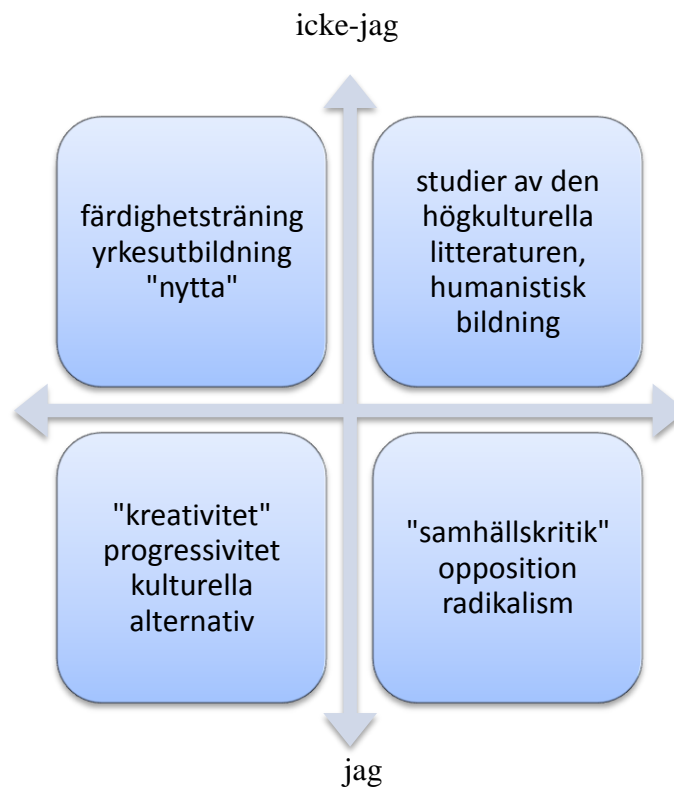 icke-jag
färdighetsträning
yrkesutbildning
"nytta"
studier av den
högkulturella
litteraturen,
humanistisk
bildning
"kreativitet"
progressivitet
kulturella
alternativ
"samhällskritik"
opposition
radikalism
jag